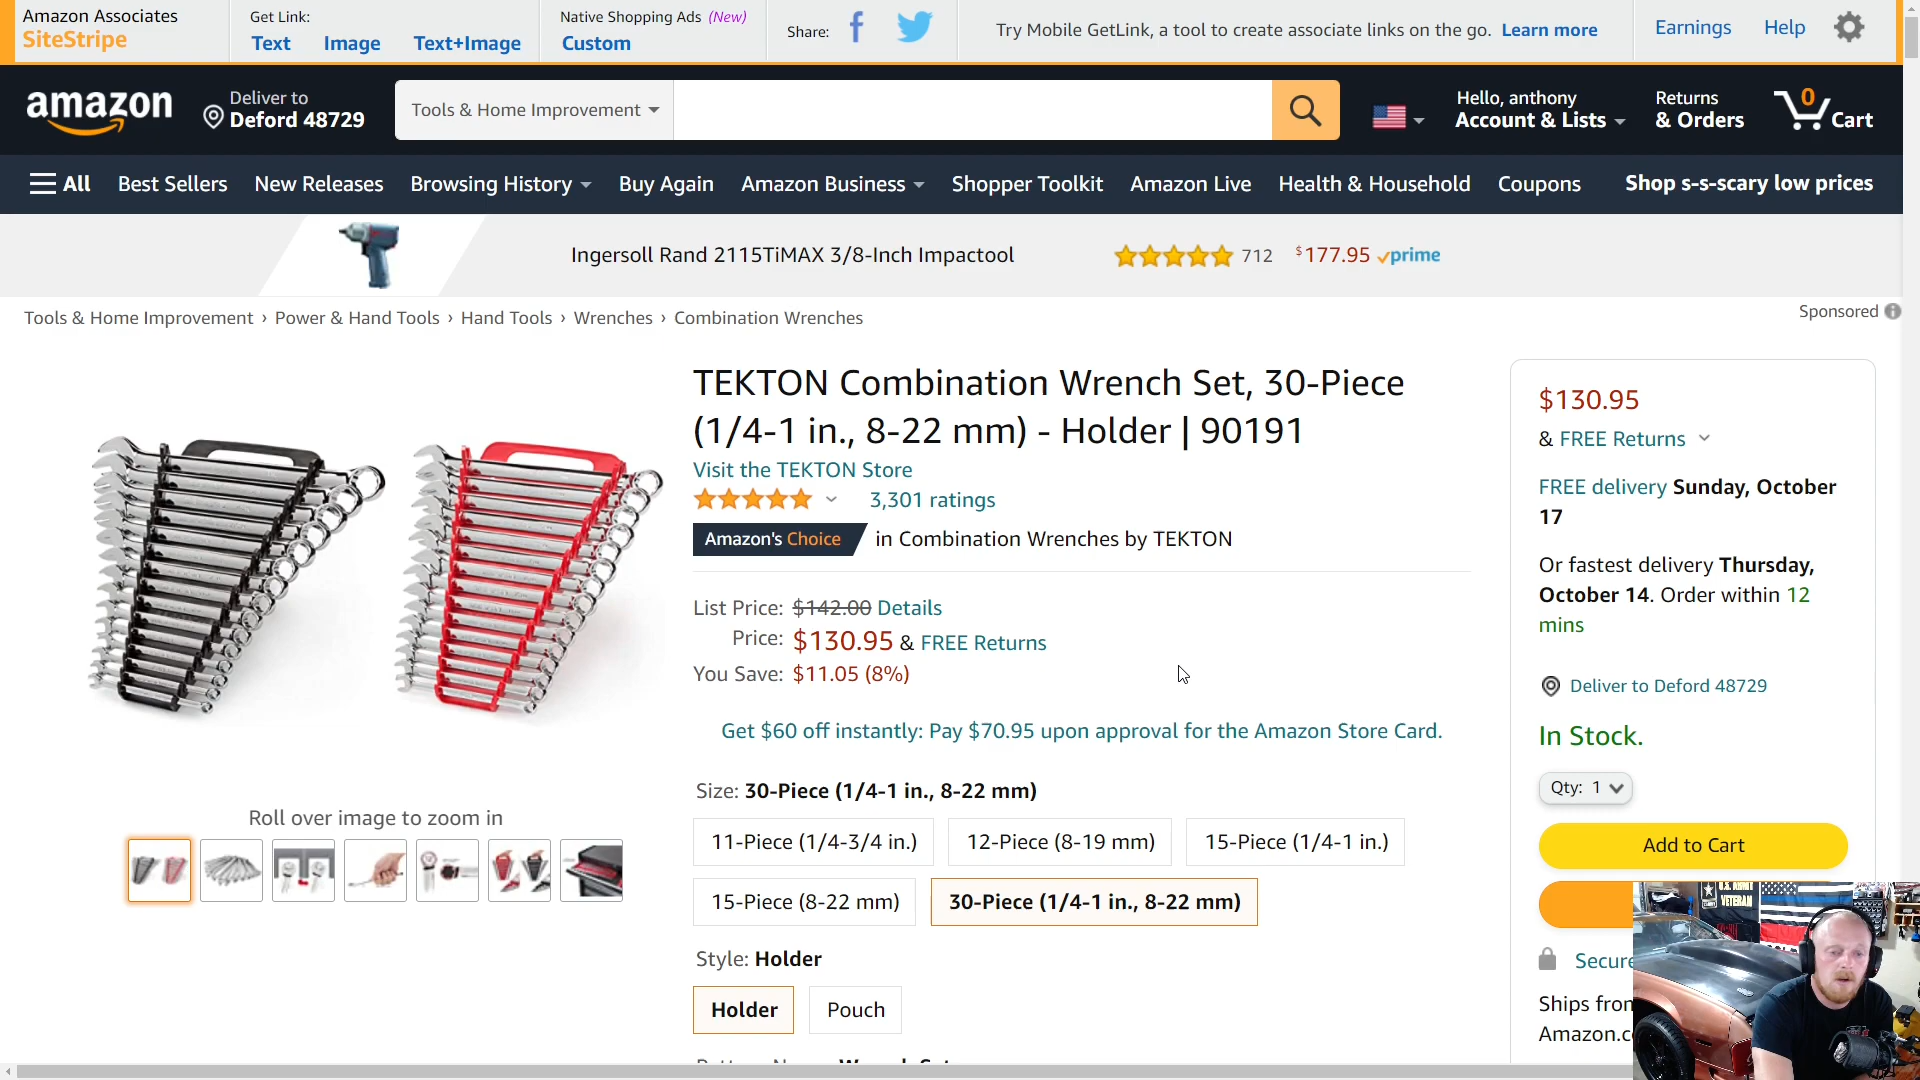 Amazon Associates
SiteStripe
Get Link:
Text Image Text+Image
Native Shopping Ads (New)
Custom
Share:
Try Mobile GetLink, a tool to create associate links on the go. Learn more
Earnings Help
amazon
Deliver to
Deford 48729
Tools & Home Improvement
Hello, anthony
Account & Lists
Returns
& Orders
0
Cart
All Best Sellers New Releases Browsing History Buy Again Amazon Business Shopper Toolkit Amazon Live Health & Household Coupons Shop s-s-scary low prices
Ingersoll Rand 2115TiMAX 3/8-Inch Impactool 712 $177.95 prime
Sponsored
Tools & Home Improvement › Power & Hand Tools › Hand Tools › Wrenches › Combination Wrenches
TEKTON Combination Wrench Set, 30-Piece
(1/4-1 in., 8-22 mm) - Holder | 90191
Visit the TEKTON Store
3,301 ratings
Amazon's Choice in Combination Wrenches by TEKTON
List Price: $142.00 Details
Price: $130.95 & FREE Returns
You Save: $11.05 (8%)
Get $60 off instantly: Pay $70.95 upon approval for the Amazon Store Card.
Size: 30-Piece (1/4-1 in., 8-22 mm)
11-Piece (1/4-3/4 in.) 12-Piece (8-19 mm) 15-Piece (1/4-1 in.)
15-Piece (8-22 mm) 30-Piece (1/4-1 in., 8-22 mm)
Style: Holder
Holder Pouch
Roll over image to zoom in
$130.95
& FREE Returns
FREE delivery Sunday, October
17
Or fastest delivery Thursday,
October 14. Order within 12
mins
Deliver to Deford 48729
In Stock.
Qty: 1
Add to Cart
Secure
Ships from
Amazon.c
U.S. ARMY
VETERAN